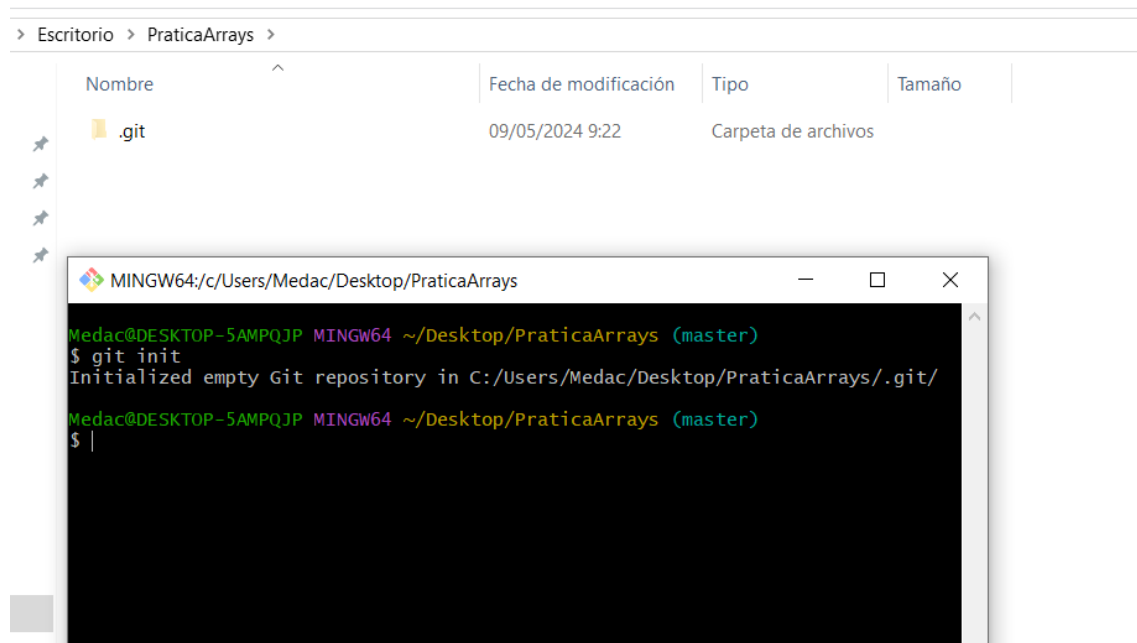 > Escritorio > PraticaArrays >
Nombre Fecha de modificación Tipo Tamaño
.git 09/05/2024 9:22 Carpeta de archivos
MINGW64:/c/Users/Medac/Desktop/PraticaArrays
Medac@DESKTOP-5AMPQJP MINGW64 ~/Desktop/PraticaArrays (master)
$ git init
Initialized empty Git repository in C:/Users/Medac/Desktop/PraticaArrays/.git/
Medac@DESKTOP-5AMPQJP MINGW64 ~/Desktop/PraticaArrays (master)
$